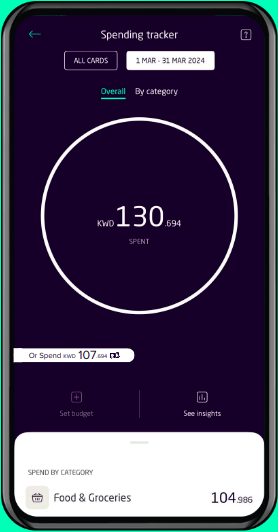 Spending tracker
ALL CARDS
1 MAR - 31 MAR 2024
Overall By category
KWD 130.694
SPENT
Or Spend KWD 107.694
Set budget
See insights
SPEND BY CATEGORY
Food & Groceries 104.986